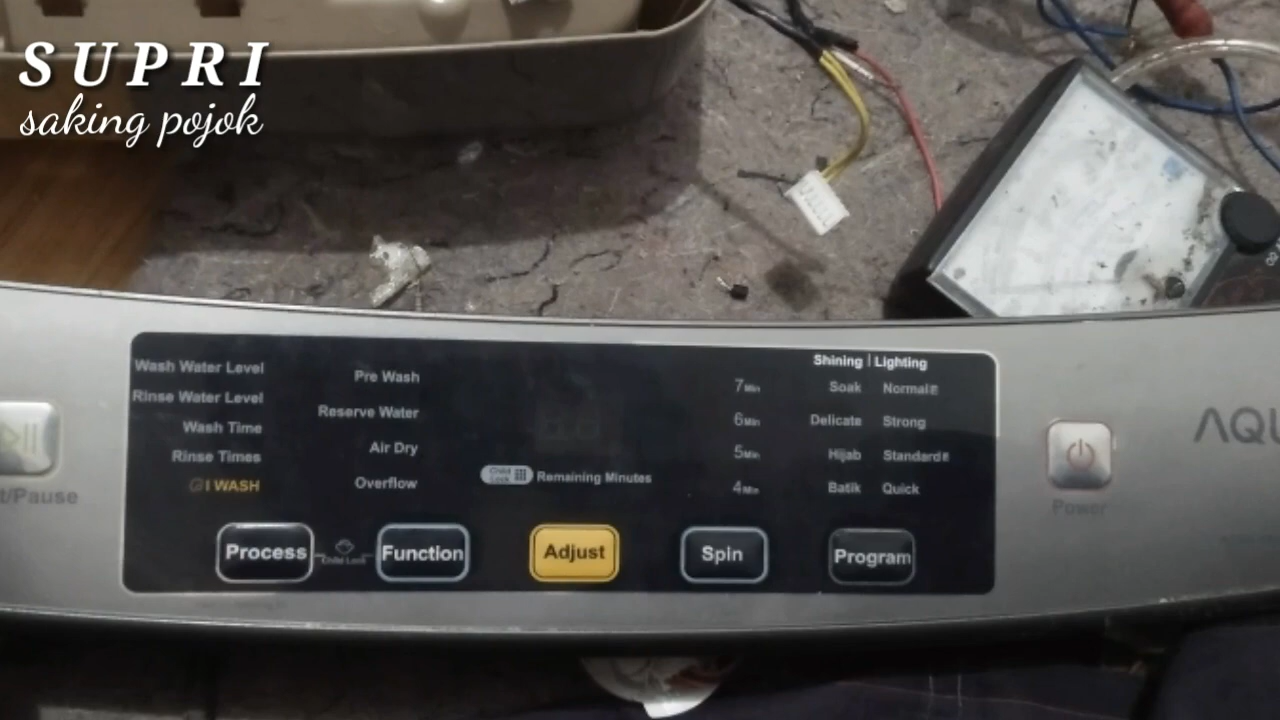 SUPRI
saking pojok
Shining | Lighting
Wash Water Level
Rinse Water Level
Wash Time
Rinse Times
I WASH
Pre Wash
Reserve Water
Air Dry
Overflow
Child Lock
Remaining Minutes
7Min
6Min
5Min
4Min
Soak Normal
Delicate Strong
Hijab Standard
Batik Quick
Process
Child Lock
Function
Adjust
Spin
Program
t/Pause
Power
AQU